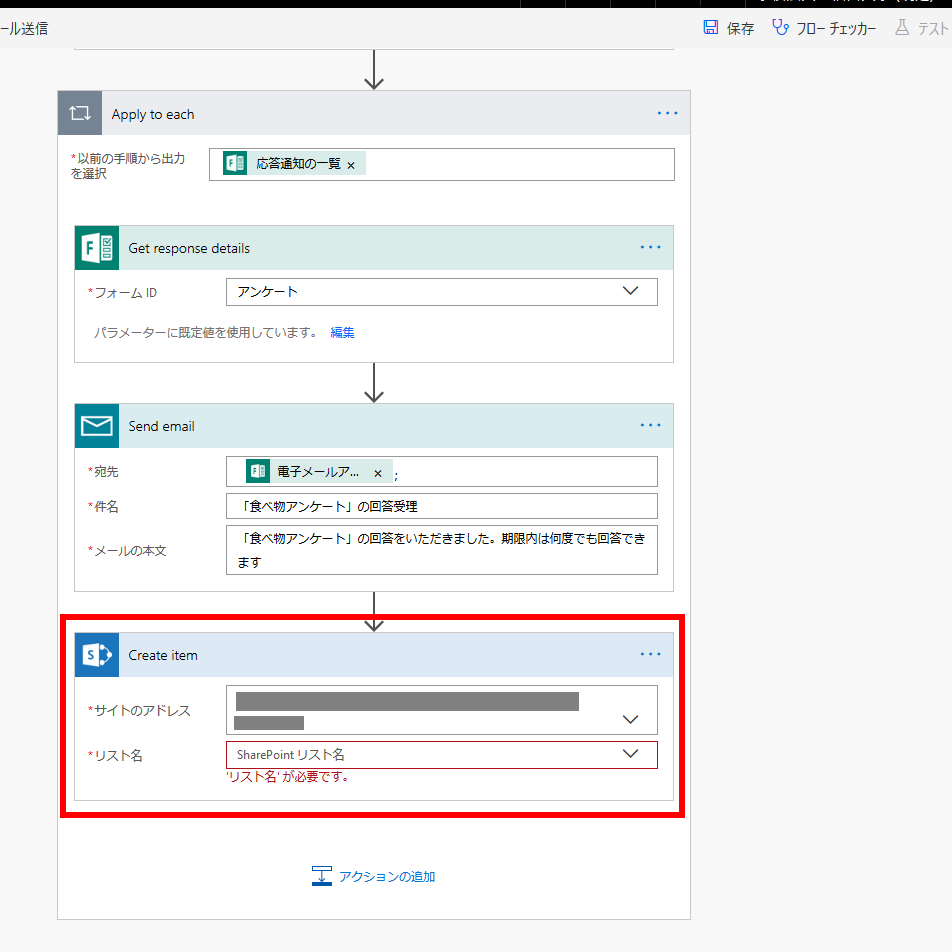 ール送信
保存
フロー チェッカー
テスト
Apply to each
*以前の手順から出力
を選択
応答通知の一覧 ×
Get response details
*フォーム ID
アンケート
パラメーターに既定値を使用しています。 編集
Send email
*宛先
電子メールア... × ;
*件名
「食べ物アンケート」の回答受理
*メールの本文
「食べ物アンケート」の回答をいただきました。期限内は何度でも回答でき
ます
Create item
*サイトのアドレス
*リスト名
SharePoint リスト名
'リスト名' が必要です。
アクションの追加